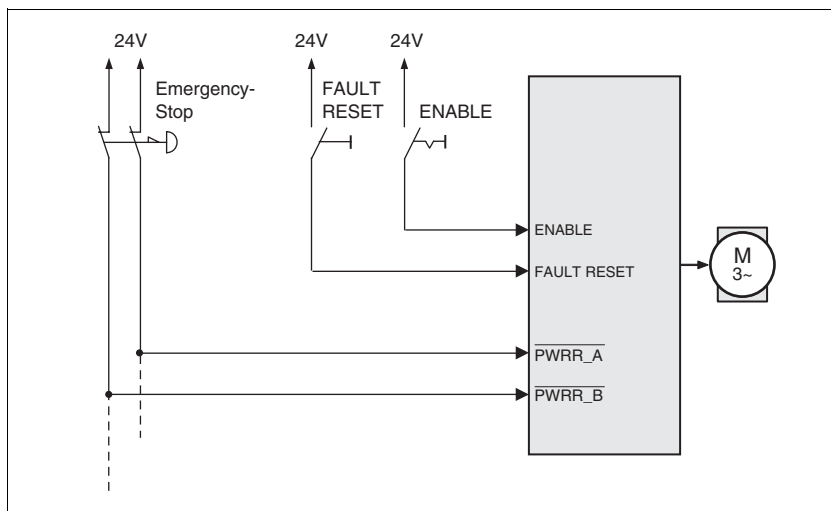 24V
24V
24V
Emergency-
Stop
FAULT
RESET
ENABLE
ENABLE
FAULT RESET
PWRR_A
PWRR_B
M
3~